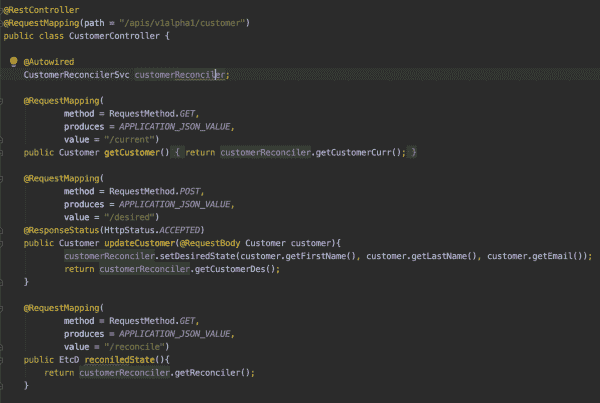 @RestController
@RequestMapping(path = "/apis/v1alpha1/customer")
public class CustomerController {
@Autowired
CustomerReconcilerSvc customerReconciler;
@RequestMapping(
method = RequestMethod.GET,
produces = APPLICATION_JSON_VALUE,
value = "/current")
public Customer getCustomer() { return customerReconciler.getCustomerCurr(); }
@RequestMapping(
method = RequestMethod.POST,
produces = APPLICATION_JSON_VALUE,
value = "/desired")
@ResponseStatus(HttpStatus.ACCEPTED)
public Customer updateCustomer(@RequestBody Customer customer){
customerReconciler.setDesiredState(customer.getFirstName(), customer.getLastName(), customer.getEmail());
return customerReconciler.getCustomerDes();
}
@RequestMapping(
method = RequestMethod.GET,
produces = APPLICATION_JSON_VALUE,
value = "/reconcile")
public EtcD reconiledState(){
return customerReconciler.getReconciler();
}